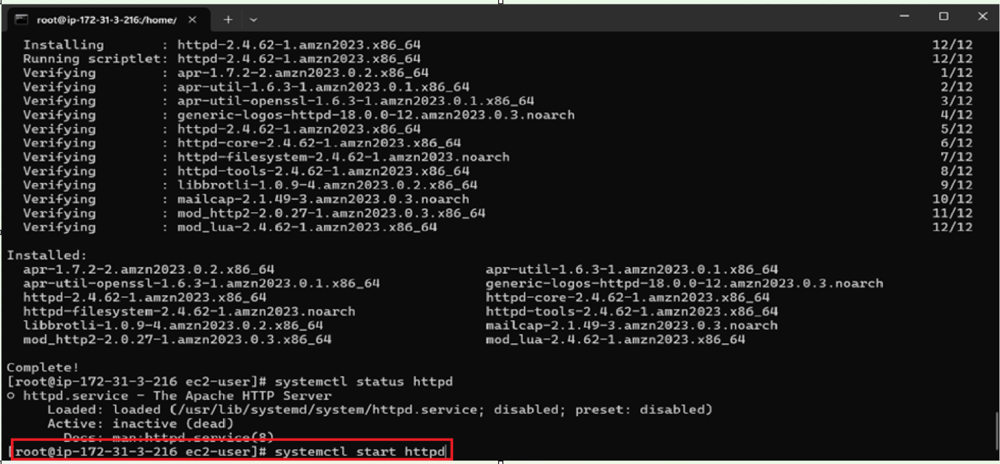 root@ip-172-31-3-216:/home/
Installing : httpd-2.4.62-1.amzn2023.x86_64 12/12
Running scriptlet: httpd-2.4.62-1.amzn2023.x86_64 12/12
Verifying : apr-1.7.2-2.amzn2023.0.2.x86_64 1/12
Verifying : apr-util-1.6.3-1.amzn2023.0.1.x86_64 2/12
Verifying : apr-util-openssl-1.6.3-1.amzn2023.0.1.x86_64 3/12
Verifying : generic-logos-httpd-18.0.0-12.amzn2023.0.3.noarch 4/12
Verifying : httpd-2.4.62-1.amzn2023.x86_64 5/12
Verifying : httpd-core-2.4.62-1.amzn2023.x86_64 6/12
Verifying : httpd-filesystem-2.4.62-1.amzn2023.noarch 7/12
Verifying : httpd-tools-2.4.62-1.amzn2023.x86_64 8/12
Verifying : libbrotli-1.0.9-4.amzn2023.0.2.x86_64 9/12
Verifying : mailcap-2.1.49-3.amzn2023.0.3.noarch 10/12
Verifying : mod_http2-2.0.27-1.amzn2023.0.3.x86_64 11/12
Verifying : mod_lua-2.4.62-1.amzn2023.x86_64 12/12
Installed:
apr-1.7.2-2.amzn2023.0.2.x86_64 apr-util-1.6.3-1.amzn2023.0.1.x86_64
apr-util-openssl-1.6.3-1.amzn2023.0.1.x86_64 generic-logos-httpd-18.0.0-12.amzn2023.0.3.noarch
httpd-2.4.62-1.amzn2023.x86_64 httpd-core-2.4.62-1.amzn2023.x86_64
httpd-filesystem-2.4.62-1.amzn2023.noarch httpd-tools-2.4.62-1.amzn2023.x86_64
libbrotli-1.0.9-4.amzn2023.0.2.x86_64 mailcap-2.1.49-3.amzn2023.0.3.noarch
mod_http2-2.0.27-1.amzn2023.0.3.x86_64 mod_lua-2.4.62-1.amzn2023.x86_64
Complete!
[root@ip-172-31-3-216 ec2-user]# systemctl status httpd
○ httpd.service - The Apache HTTP Server
Loaded: loaded (/usr/lib/systemd/system/httpd.service; disabled; preset: disabled)
Active: inactive (dead)
Docs: man:httpd.service(8)
[root@ip-172-31-3-216 ec2-user]# systemctl start httpd